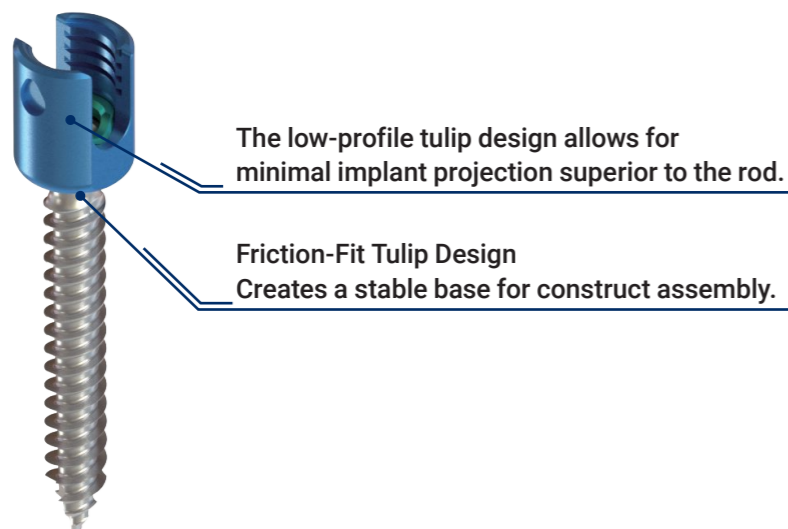 The low-profile tulip design allows for
minimal implant projection superior to the rod.
Friction-Fit Tulip Design
Creates a stable base for construct assembly.